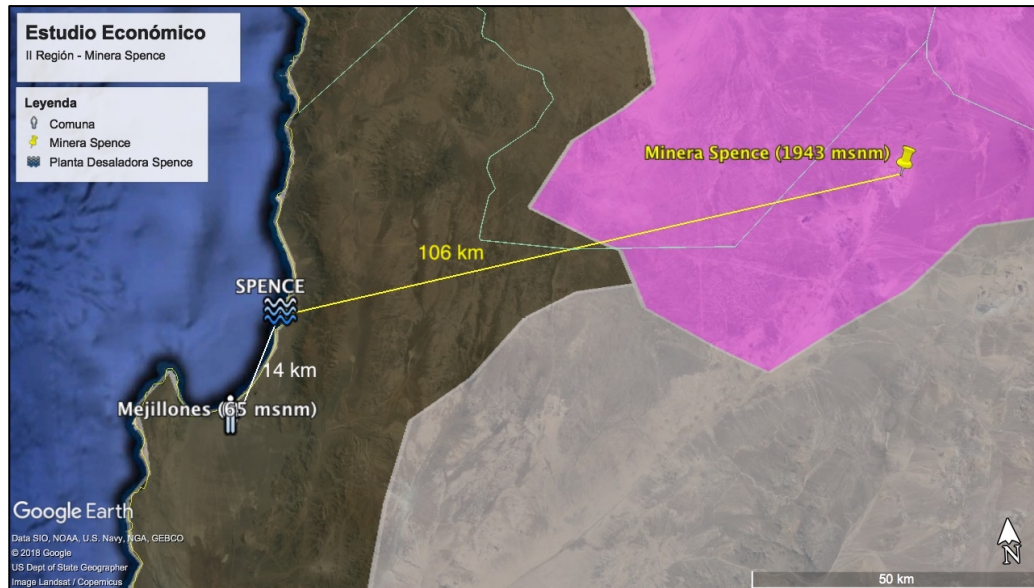 Estudio Económico
II Región - Minera Spence
Leyenda
Comuna
Minera Spence
Planta Desaladora Spence
Minera Spence (1943 msnm)
106 km
SPENCE
14 km
Mejillones (65 msnm)
Google Earth
Data SIO, NOAA, U.S. Navy, NGA, GEBCO
© 2018 Google
US Dept of State Geographer
Image Landsat / Copernicus
50 km
N